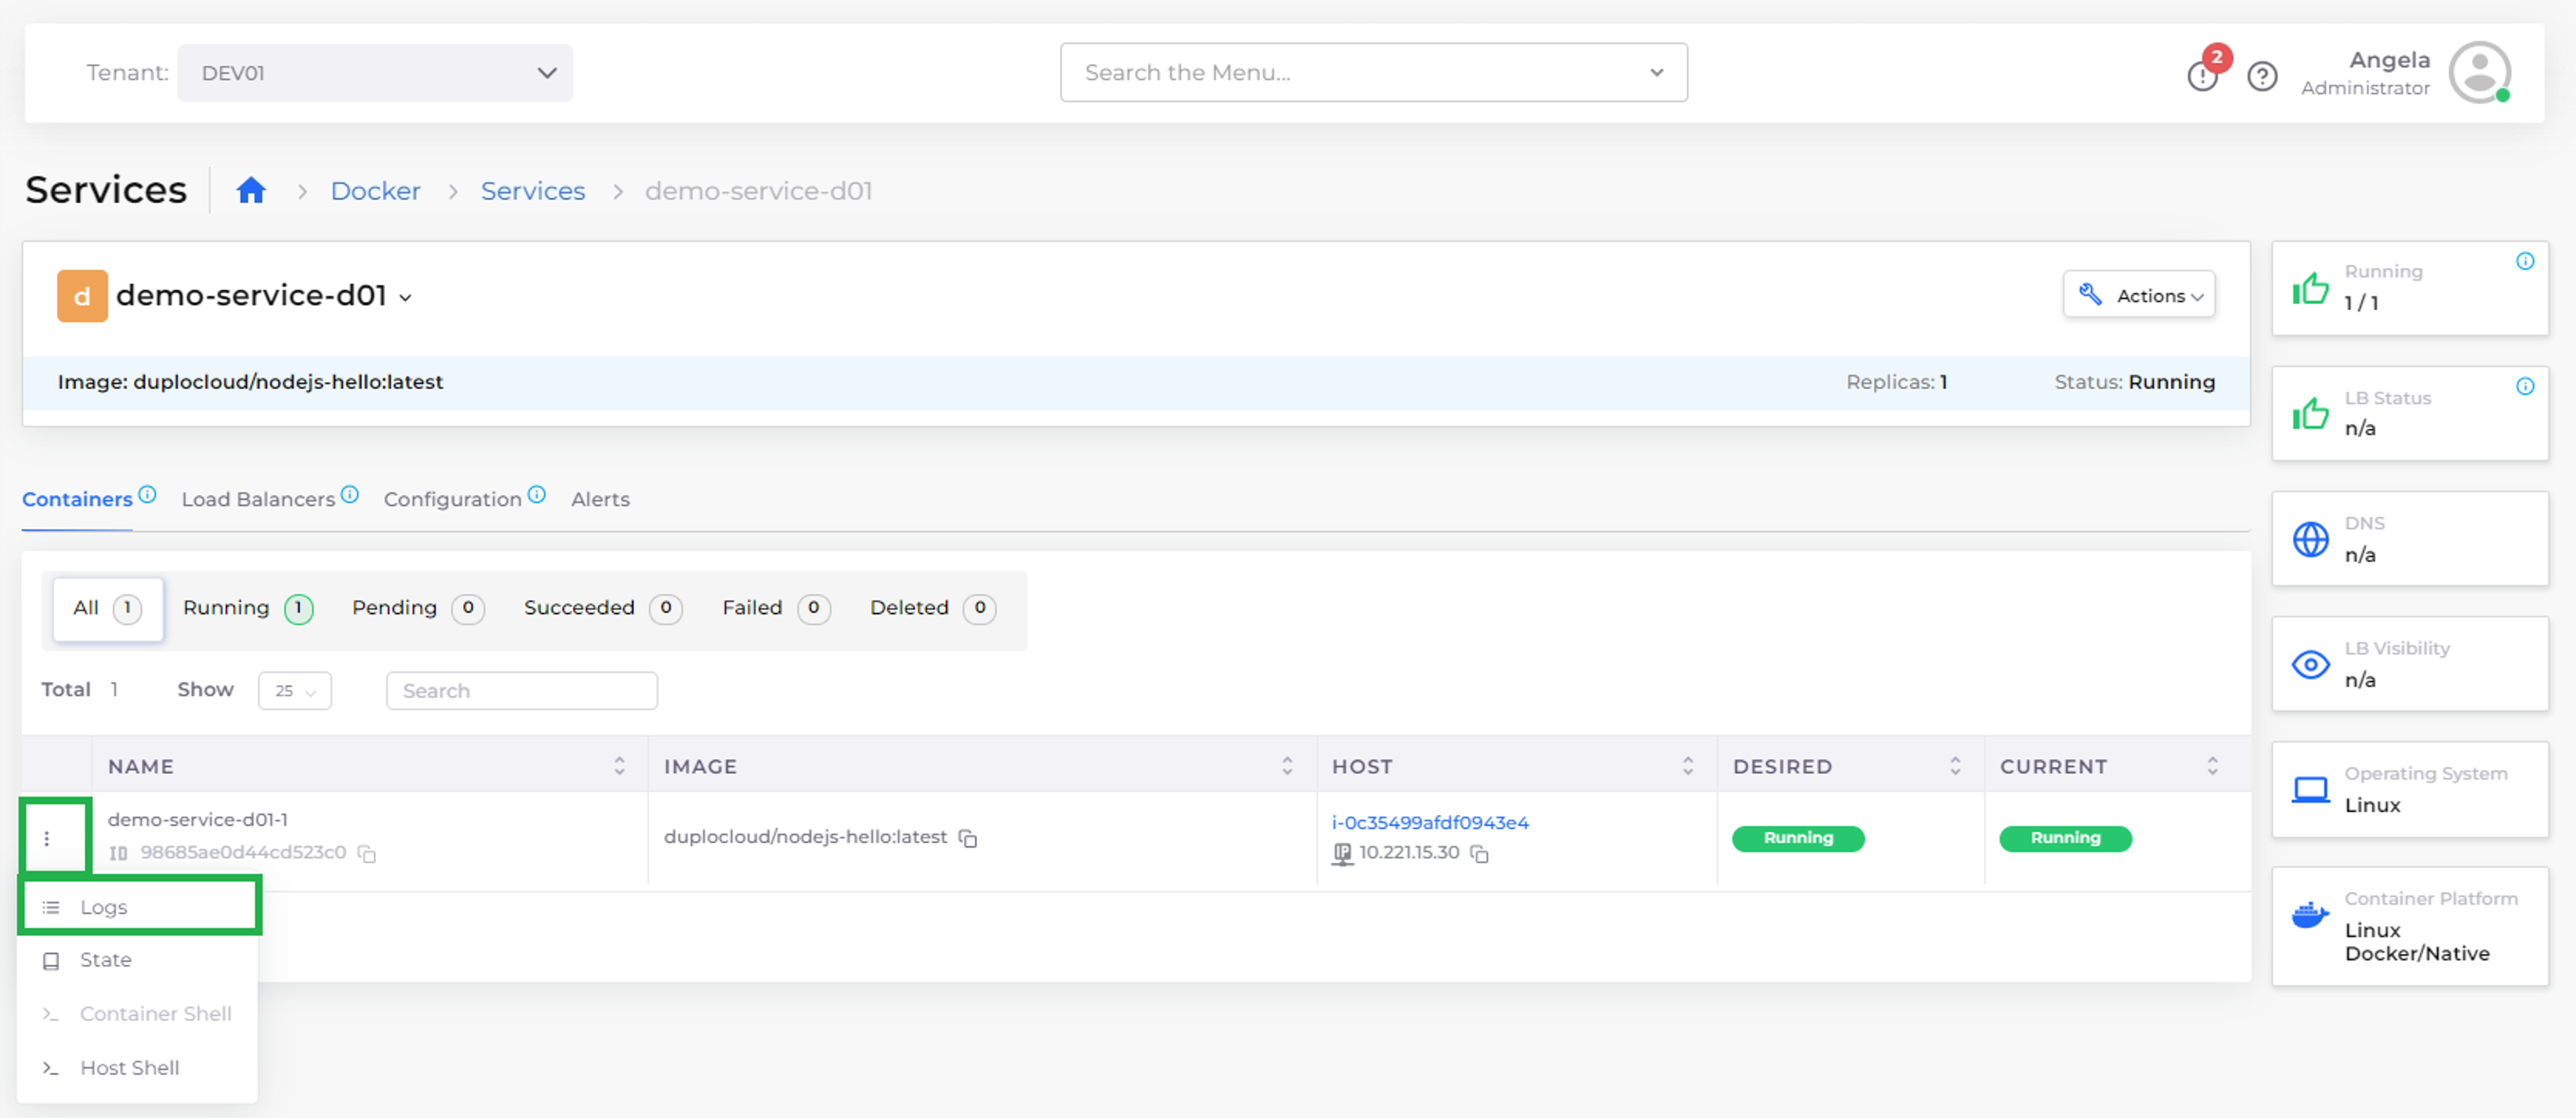 Tenant: DEV01
Search the Menu...
2
Angela
Administrator
Services Docker Services demo-service-d01
d demo-service-d01
Actions
Image: duplocloud/nodejs-hello:latest Replicas: 1 Status: Running
Running
1 / 1
LB Status
n/a
DNS
n/a
LB Visibility
n/a
Operating System
Linux
Container Platform
Linux
Docker/Native
Containers Load Balancers Configuration Alerts
All 1 Running 1 Pending 0 Succeeded 0 Failed 0 Deleted 0
Total 1 Show 25 Search
NAME IMAGE HOST DESIRED CURRENT
demo-service-d01-1
ID 98685ae0d44cd523c0
duplocloud/nodejs-hello:latest
i-0c35499afdf0943e4
IP 10.221.15.30
Running
Running
Logs
State
Container Shell
Host Shell